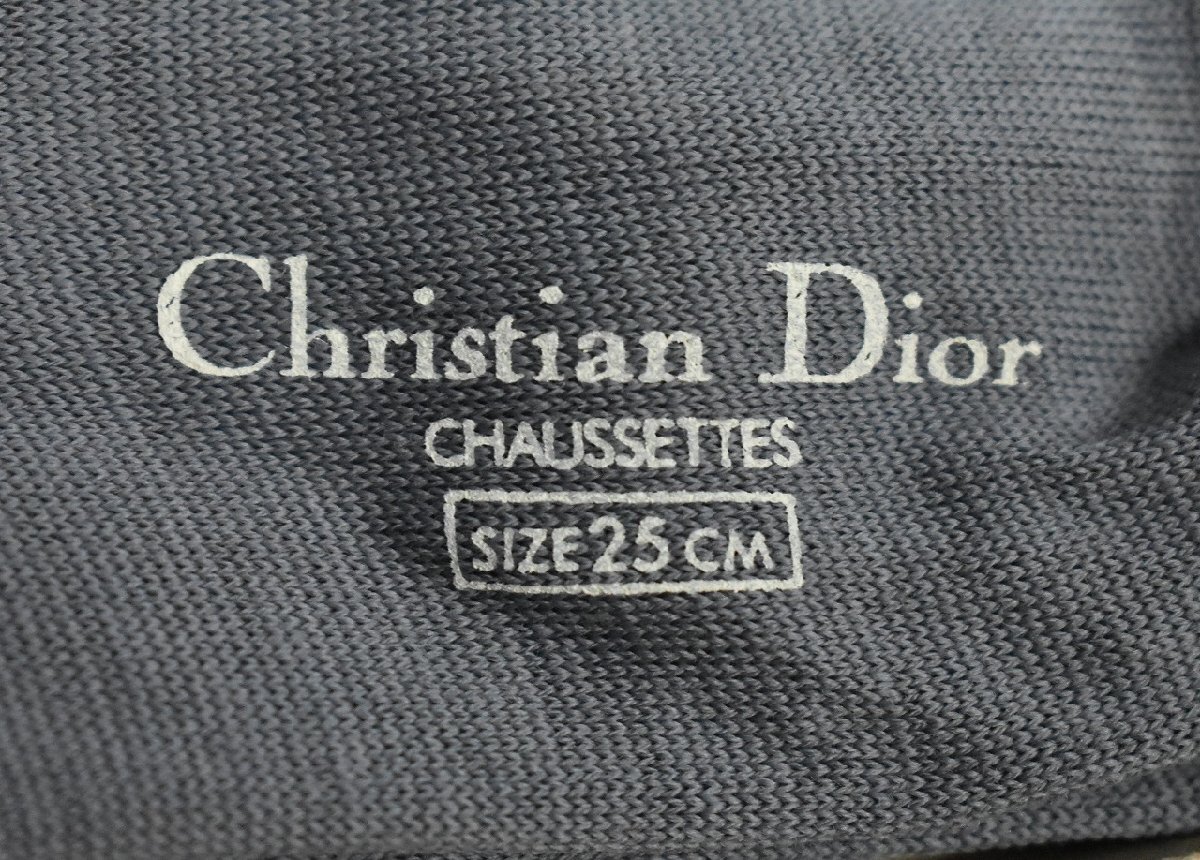 Christian Dior
CHAUSSETTES
SIZE 25 CM